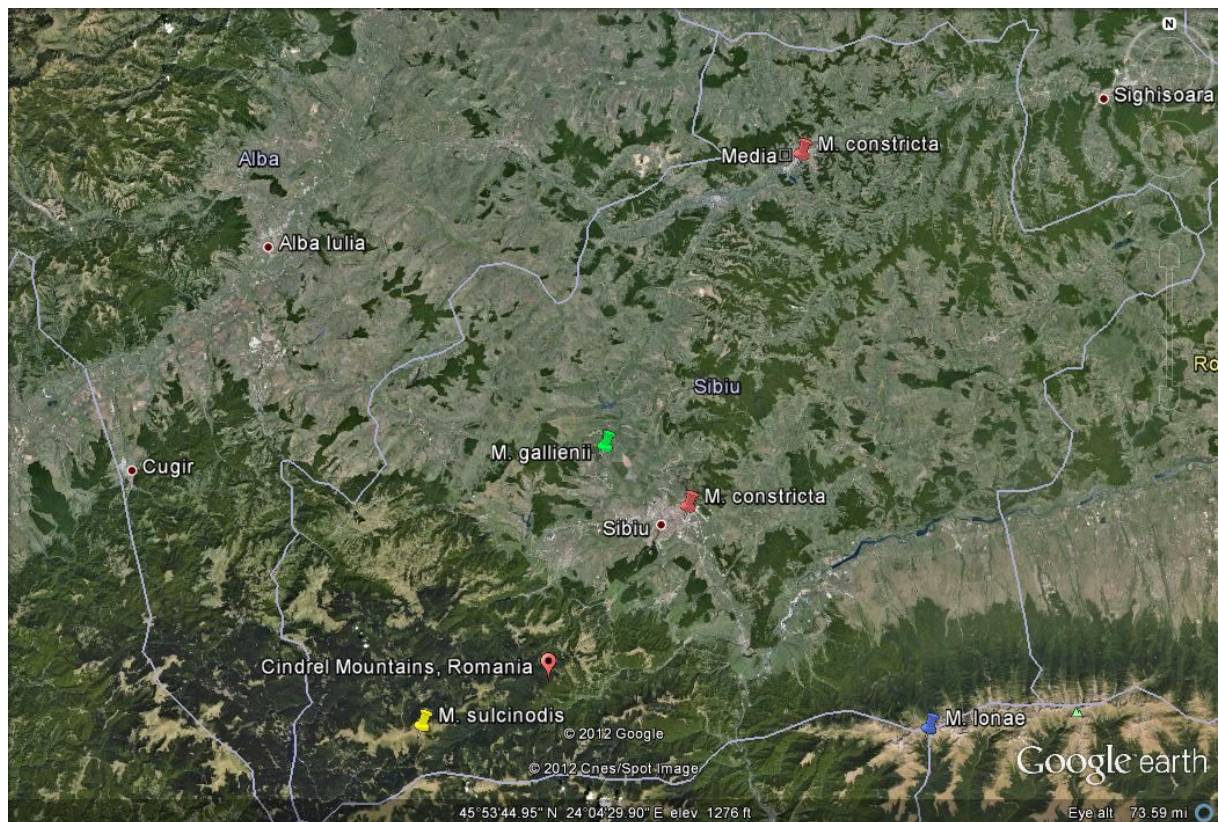 N
Sighisoara
Media
M. constricta
Alba
Alba Iulia
Ro
Sibiu
M. gallienii
Cugir
M. constricta
Sibiu
Cindrel Mountains, Romania
M. sulcinodis
M. Ionae
© 2012 Google
Google earth
© 2012 Cnes/Spot Image
45°53'44.95" N 24°04'29.90" E elev 1276 ft
Eye alt 73.59 mi